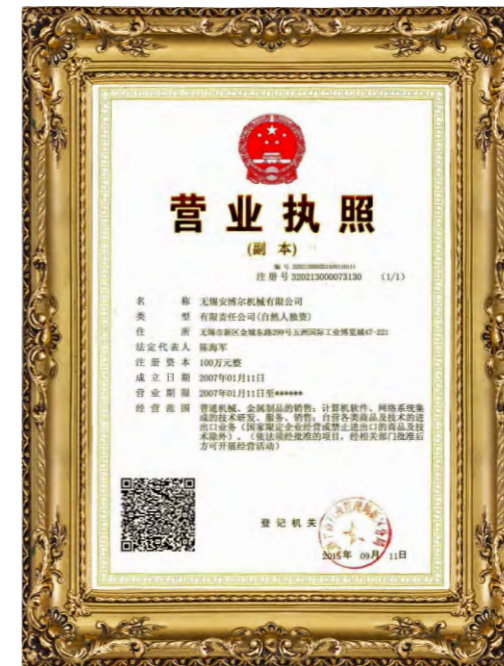 营业执照
(副 本)
注册号 320213000073130 (1/1)
名 称 无锡安博尔机械有限公司
类 型 有限责任公司(自然人独资)
住 所 无锡市新区金城东路299号五洲国际工业博览城47-221
法定代表人 陈海军
注册资本 100万元整
成立日期 2007年01月11日
营业期限 2007年01月11日至******
经营范围 普通机械、金属制品的销售；计算机软件、网络系统集
成的技术研发、服务、销售；自营各类商品及技术的进
出口业务（国家限定企业经营或禁止进出口的商品及技
术除外）。（依法须经批准的项目，经相关部门批准后
方可开展经营活动）
登记机关
2015年 09月 11日